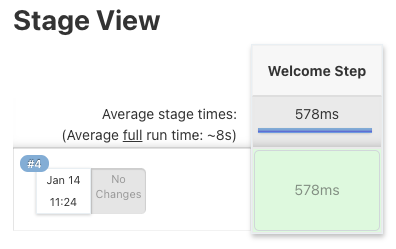 Stage View
Welcome Step
Average stage times:
578ms
(Average full run time: ~8s)
#4
Jan 14
11:24
No
Changes
578ms